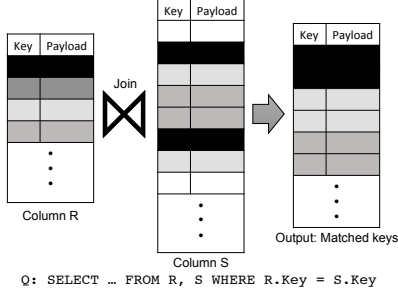 Key Payload
Key Payload
Key Payload
Join
Column R
Column S
Output: Matched keys
Q: SELECT … FROM R, S WHERE R.Key = S.Key